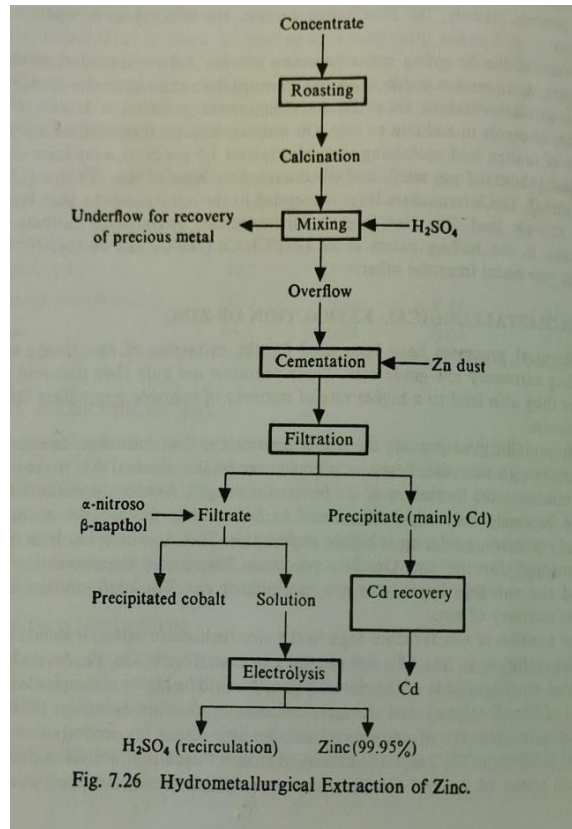 Concentrate
Roasting
Calcination
Underflow for recovery
of precious metal
Mixing
H₂SO₄
Overflow
Cementation
Zn dust
Filtration
α-nitroso
β-napthol
Filtrate
Precipitate (mainly Cd)
Precipitated cobalt
Solution
Cd recovery
Electrolysis
Cd
H₂SO₄ (recirculation)
Zinc (99.95%)
Fig. 7.26 Hydrometallurgical Extraction of Zinc.